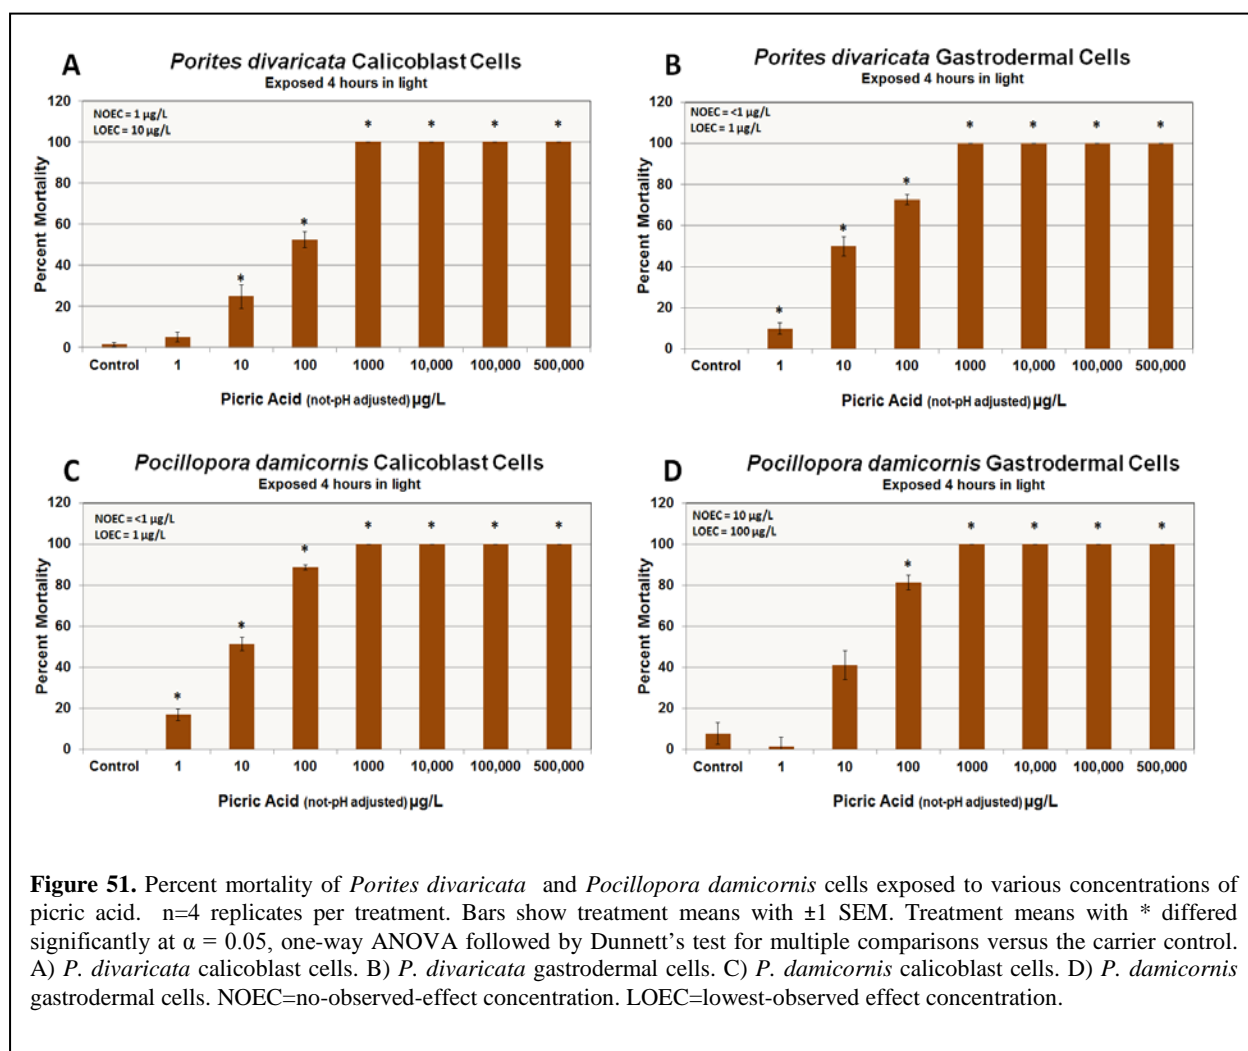 A
Porites divaricata Calicoblast Cells
Exposed 4 hours in light
NOEC = 1 µg/L
LOEC = 10 µg/L
Percent Mortality
120
100
80
60
40
20
0
* * * * * *
Control 1 10 100 1000 10,000 100,000 500,000
Picric Acid (not-pH adjusted) µg/L
B
Porites divaricata Gastrodermal Cells
Exposed 4 hours in light
NOEC = <1 µg/L
LOEC = 1 µg/L
Percent Mortality
120
100
80
60
40
20
0
* * * * * * *
Control 1 10 100 1000 10,000 100,000 500,000
Picric Acid (not-pH adjusted) µg/L
C
Pocillopora damicornis Calicoblast Cells
Exposed 4 hours in light
NOEC = <1 µg/L
LOEC = 1 µg/L
Percent Mortality
120
100
80
60
40
20
0
* * * * * * *
Control 1 10 100 1000 10,000 100,000 500,000
Picric Acid (not-pH adjusted) µg/L
D
Pocillopora damicornis Gastrodermal Cells
Exposed 4 hours in light
NOEC = 10 µg/L
LOEC = 100 µg/L
Percent Mortality
120
100
80
60
40
20
0
* * * * *
Control 1 10 100 1000 10,000 100,000 500,000
Picric Acid (not-pH adjusted) µg/L
Figure 51. Percent mortality of Porites divaricata and Pocillopora damicornis cells exposed to various concentrations of
picric acid. n=4 replicates per treatment. Bars show treatment means with ±1 SEM. Treatment means with * differed
significantly at α = 0.05, one-way ANOVA followed by Dunnett’s test for multiple comparisons versus the carrier control.
A) P. divaricata calicoblast cells. B) P. divaricata gastrodermal cells. C) P. damicornis calicoblast cells. D) P. damicornis
gastrodermal cells. NOEC=no-observed-effect concentration. LOEC=lowest-observed effect concentration.